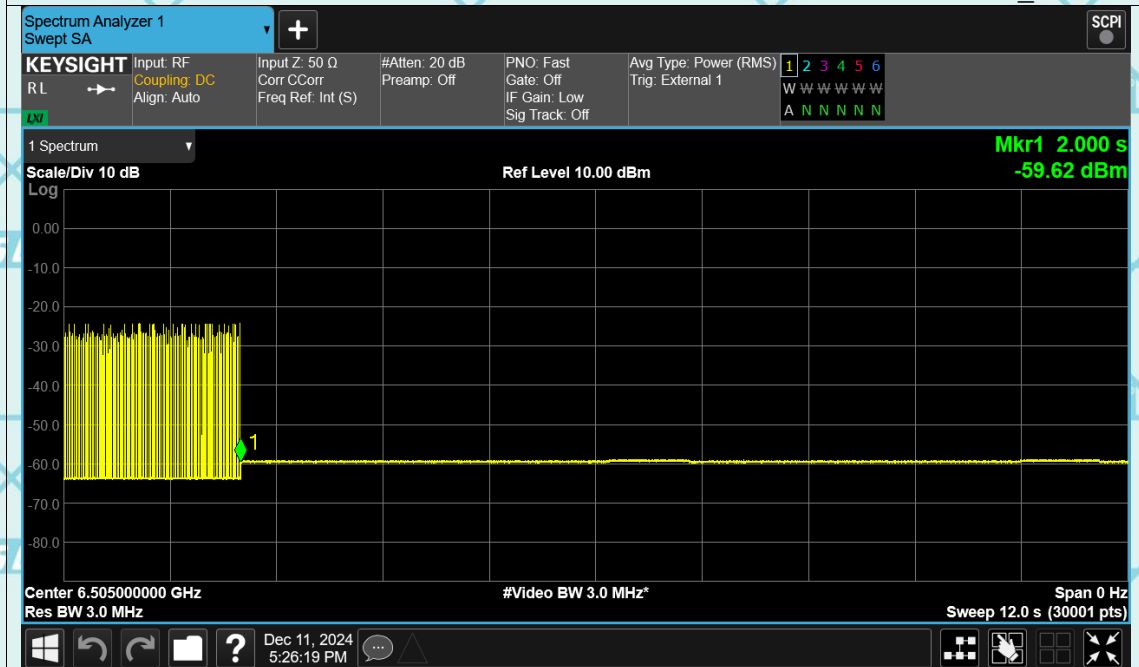 Spectrum Analyzer 1
Swept SA
+
SCPI
KEYSIGHT
RL
LXI
Input: RF
Coupling: DC
Align: Auto
Input Z: 50 Ω
Corr CCorr
Freq Ref: Int (S)
#Atten: 20 dB
Preamp: Off
PNO: Fast
Gate: Off
IF Gain: Low
Sig Track: Off
Avg Type: Power (RMS)
Trig: External 1
1 2 3 4 5 6
W W W W W W
A N N N N N
1 Spectrum
Mkr1 2.000 s
Scale/Div 10 dB
Ref Level 10.00 dBm
-59.62 dBm
Log
0.00
-10.0
-20.0
-30.0
-40.0
-50.0
1
-60.0
-70.0
-80.0
Center 6.505000000 GHz
#Video BW 3.0 MHz*
Span 0 Hz
Res BW 3.0 MHz
Sweep 12.0 s (30001 pts)
?
Dec 11, 2024
5:26:19 PM